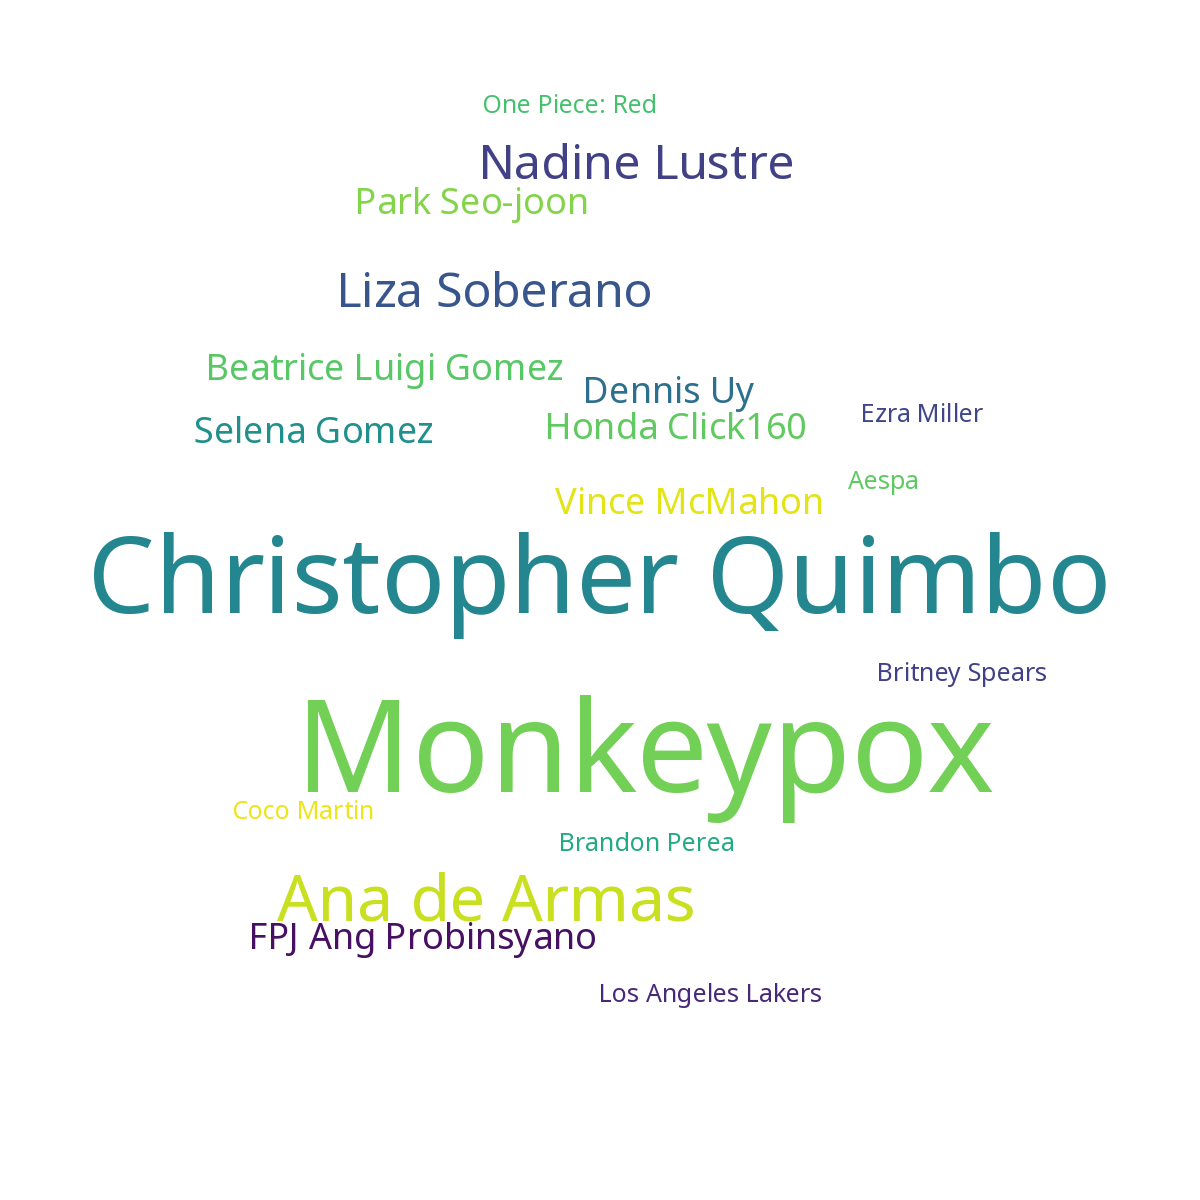 One Piece: Red
Nadine Lustre
Park Seo-joon
Liza Soberano
Beatrice Luigi Gomez
Dennis Uy
Ezra Miller
Selena Gomez
Honda Click160
Aespa
Vince McMahon
Christopher Quimbo
Britney Spears
Monkeypox
Coco Martin
Brandon Perea
Ana de Armas
FPJ Ang Probinsyano
Los Angeles Lakers